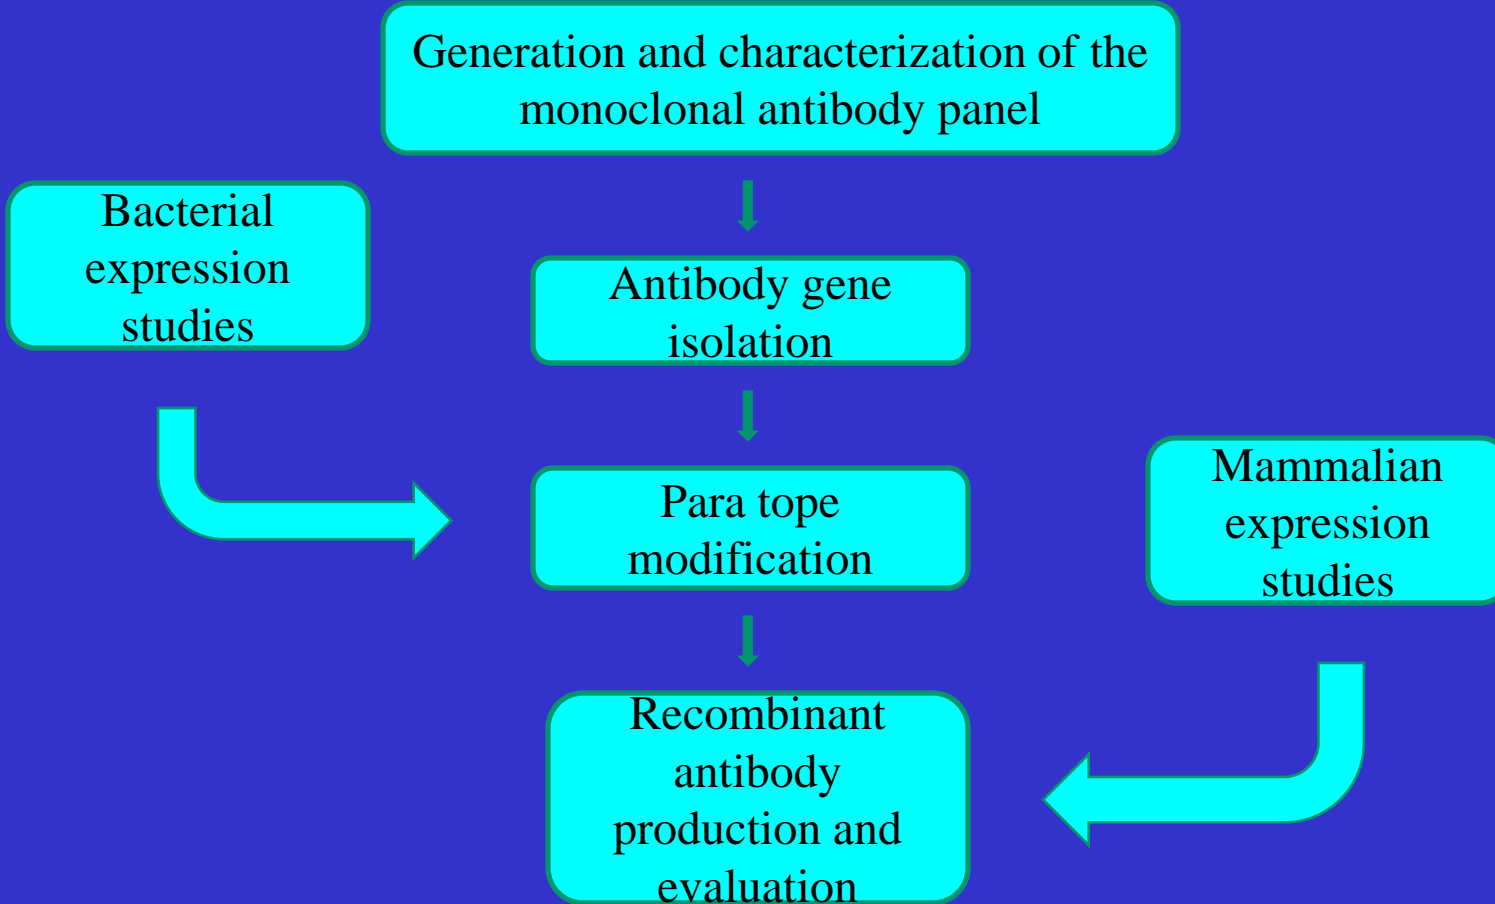 Generation and characterization of the
monoclonal antibody panel
Bacterial
expression
studies
Antibody gene
isolation
Para tope
modification
Mammalian
expression
studies
Recombinant
antibody
production and
evaluation